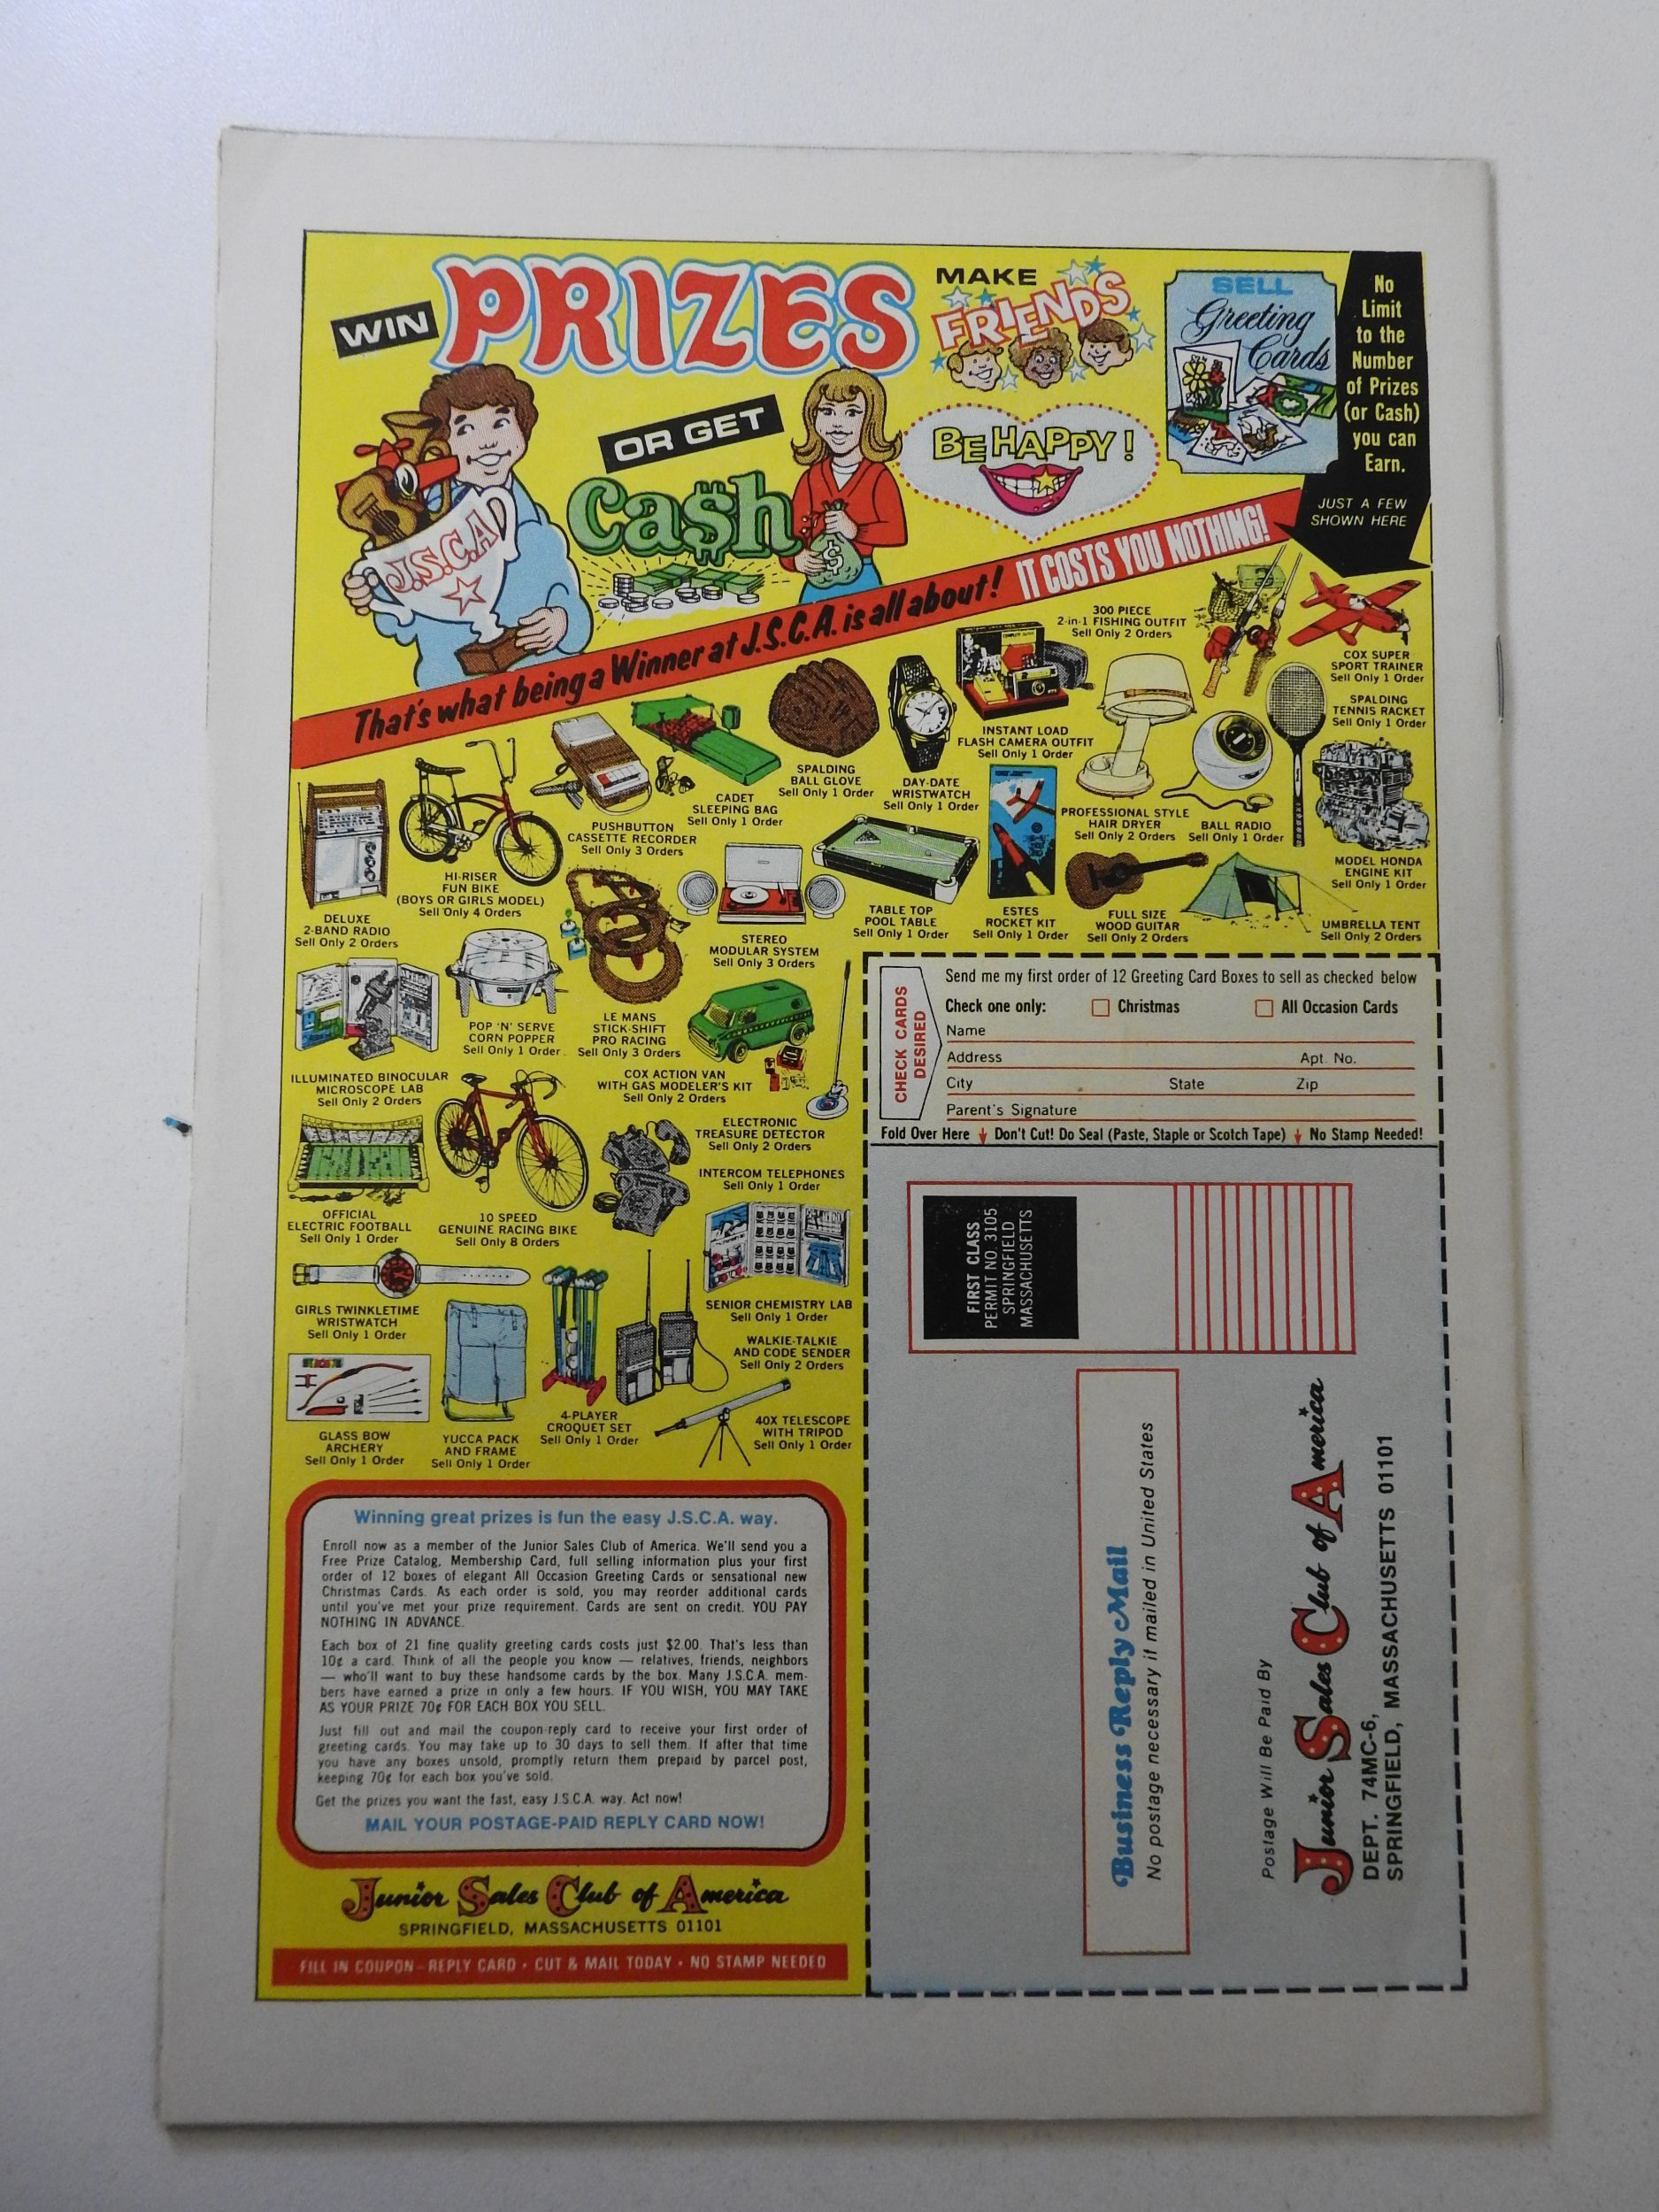 WIN
PRIZES
OR GET
Ca$h
J.S.C.A.
$
MAKE
FRIENDS
BE HAPPY!
SELL
Greeting
Cards
No
Limit
to the
Number
of Prizes
(or Cash)
you can
Earn.
JUST A FEW
SHOWN HERE
That's what being a Winner at J.S.C.A. is all about! IT COSTS YOU NOTHING!
300 PIECE
2-in-1 FISHING OUTFIT
Sell Only 2 Orders
COX SUPER
SPORT TRAINER
Sell Only 1 Order
SPALDING
TENNIS RACKET
Sell Only 1 Order
INSTANT LOAD
FLASH CAMERA OUTFIT
Sell Only 1 Order
SPALDING
BALL GLOVE
Sell Only 1 Order
DAY-DATE
WRISTWATCH
Sell Only 1 Order
CADET
SLEEPING BAG
Sell Only 1 Order
PROFESSIONAL STYLE
HAIR DRYER
Sell Only 2 Orders
BALL RADIO
Sell Only 1 Order
PUSHBUTTON
CASSETTE RECORDER
Sell Only 3 Orders
MODEL HONDA
ENGINE KIT
Sell Only 1 Order
HI-RISER
FUN BIKE
(BOYS OR GIRLS MODEL)
Sell Only 4 Orders
DELUXE
2-BAND RADIO
Sell Only 2 Orders
TABLE TOP
POOL TABLE
Sell Only 1 Order
ESTES
ROCKET KIT
Sell Only 1 Order
FULL SIZE
WOOD GUITAR
Sell Only 2 Orders
UMBRELLA TENT
Sell Only 2 Orders
STEREO
MODULAR SYSTEM
Sell Only 3 Orders
POP 'N' SERVE
CORN POPPER
Sell Only 1 Order
LE MANS
STICK-SHIFT
PRO RACING
Sell Only 3 Orders
ILLUMINATED BINOCULAR
MICROSCOPE LAB
Sell Only 2 Orders
COX ACTION VAN
WITH GAS MODELER'S KIT
Sell Only 2 Orders
ELECTRONIC
TREASURE DETECTOR
Sell Only 2 Orders
INTERCOM TELEPHONES
Sell Only 1 Order
OFFICIAL
ELECTRIC FOOTBALL
Sell Only 1 Order
10 SPEED
GENUINE RACING BIKE
Sell Only 8 Orders
GIRLS TWINKLETIME
WRISTWATCH
Sell Only 1 Order
SENIOR CHEMISTRY LAB
Sell Only 1 Order
WALKIE-TALKIE
AND CODE SENDER
Sell Only 2 Orders
GLASS BOW
ARCHERY
Sell Only 1 Order
YUCCA PACK
AND FRAME
Sell Only 1 Order
4-PLAYER
CROQUET SET
Sell Only 1 Order
40X TELESCOPE
WITH TRIPOD
Sell Only 1 Order
Winning great prizes is fun the easy J.S.C.A. way.
Enroll now as a member of the Junior Sales Club of America. We'll send you a
Free Prize Catalog, Membership Card, full selling information plus your first
order of 12 boxes of elegant All Occasion Greeting Cards or sensational new
Christmas Cards. As each order is sold, you may reorder additional cards
until you've met your prize requirement. Cards are sent on credit. YOU PAY
NOTHING IN ADVANCE.
Each box of 21 fine quality greeting cards costs just $2.00. That's less than
10¢ a card. Think of all the people you know — relatives, friends, neighbors
— who'll want to buy these handsome cards by the box. Many J.S.C.A. mem-
bers have earned a prize in only a few hours. IF YOU WISH, YOU MAY TAKE
AS YOUR PRIZE 70¢ FOR EACH BOX YOU SELL.
Just fill out and mail the coupon-reply card to receive your first order of
greeting cards. You may take up to 30 days to sell them. If after that time
you have any boxes unsold, promptly return them prepaid by parcel post,
keeping 70¢ for each box you've sold.
Get the prizes you want the fast, easy J.S.C.A. way. Act now!
MAIL YOUR POSTAGE-PAID REPLY CARD NOW!
Junior Sales Club of America
SPRINGFIELD, MASSACHUSETTS 01101
FILL IN COUPON-REPLY CARD • CUT & MAIL TODAY • NO STAMP NEEDED
CHECK CARDS
DESIRED
Send me my first order of 12 Greeting Card Boxes to sell as checked below
Check one only: Christmas All Occasion Cards
Name
Address Apt. No.
City State Zip
Parent's Signature
Fold Over Here Don't Cut! Do Seal (Paste, Staple or Scotch Tape) No Stamp Needed!
FIRST CLASS
PERMIT NO. 3105
SPRINGFIELD
MASSACHUSETTS
Business Reply Mail
No postage necessary if mailed in United States
Postage Will Be Paid By
Junior Sales Club of America
DEPT. 74MC-6,
SPRINGFIELD, MASSACHUSETTS 01101